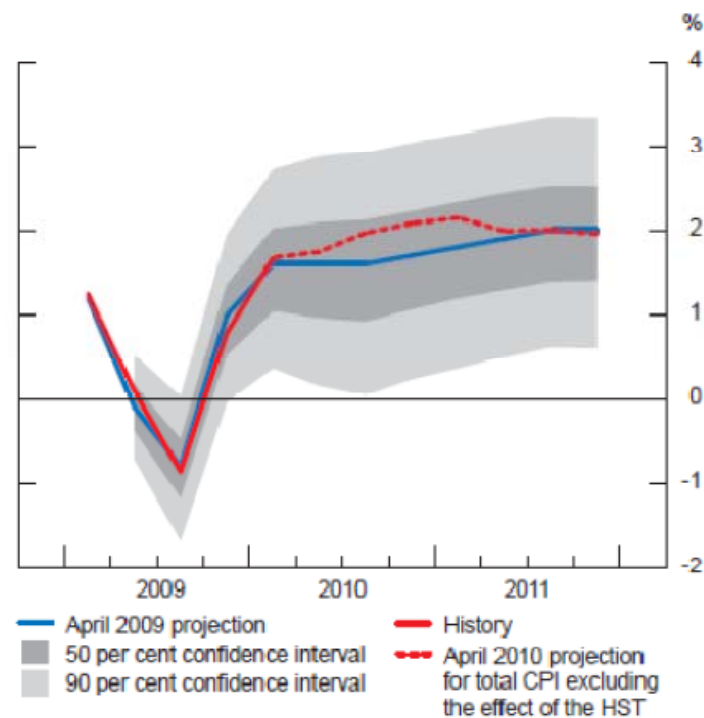 %
4
3
2
1
0
-1
-2
2009 2010 2011
April 2009 projection
50 per cent confidence interval
90 per cent confidence interval
History
April 2010 projection
for total CPI excluding
the effect of the HST